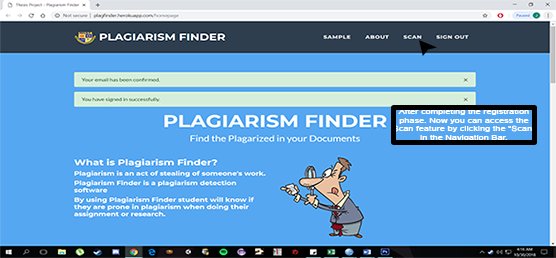 Thesis Project - Plagiarism Finder
Not secure | plagfinder.herokuapp.com/homepage
Paused
PLAGIARISM FINDER
SAMPLE
ABOUT
SCAN
SIGN OUT
Your email has been confirmed. ×
You have signed in successfully. ×
PLAGIARISM FINDER
Find the Plagarized in your Documents
After completing the registration
phase. Now you can access the
Scan feature by clicking the "Scan
in the Navigation Bar.
What is Plagiarism Finder?
Plagiarism is an act of stealing of someone's work.
Plagiarism Finder is a plagiarism detection
software
By using Plagiarism Finder student will know if
they are prone in plagiarism when doing their
assignment or research.
4:16 AM
10/30/2018